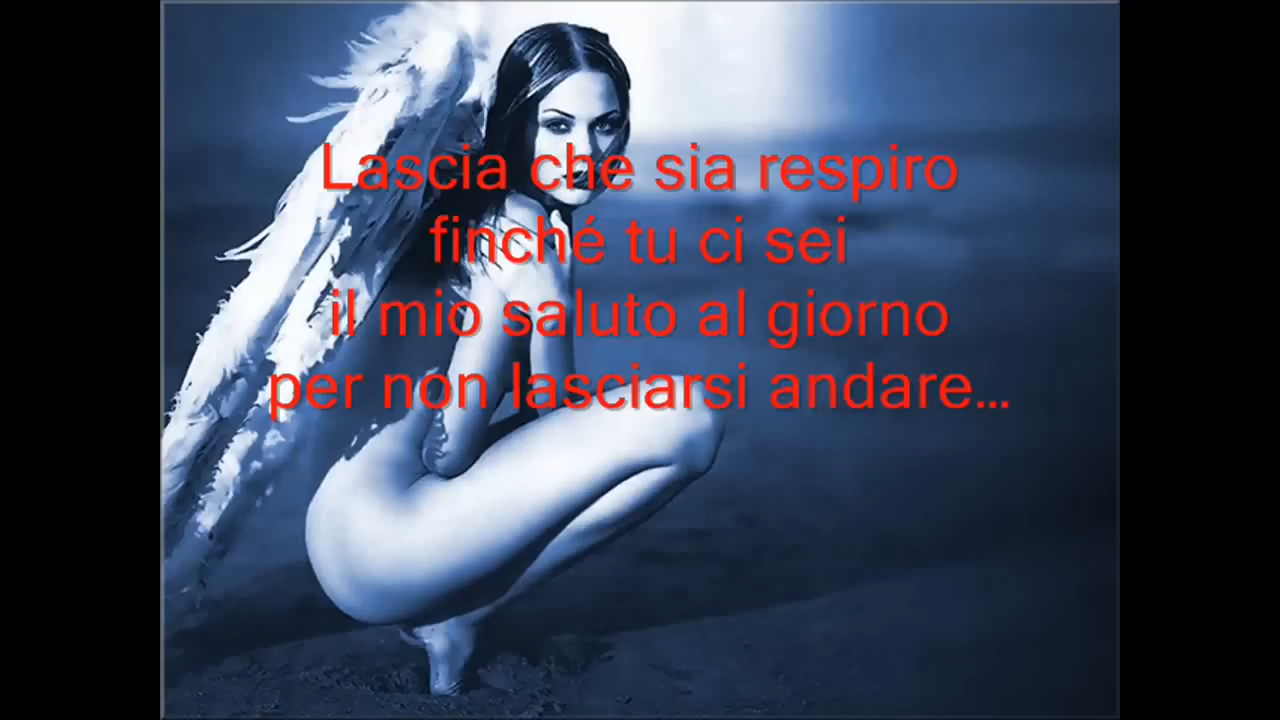 Lascia che sia respiro
finché tu ci sei
il mio saluto al giorno
per non lasciarsi andare...